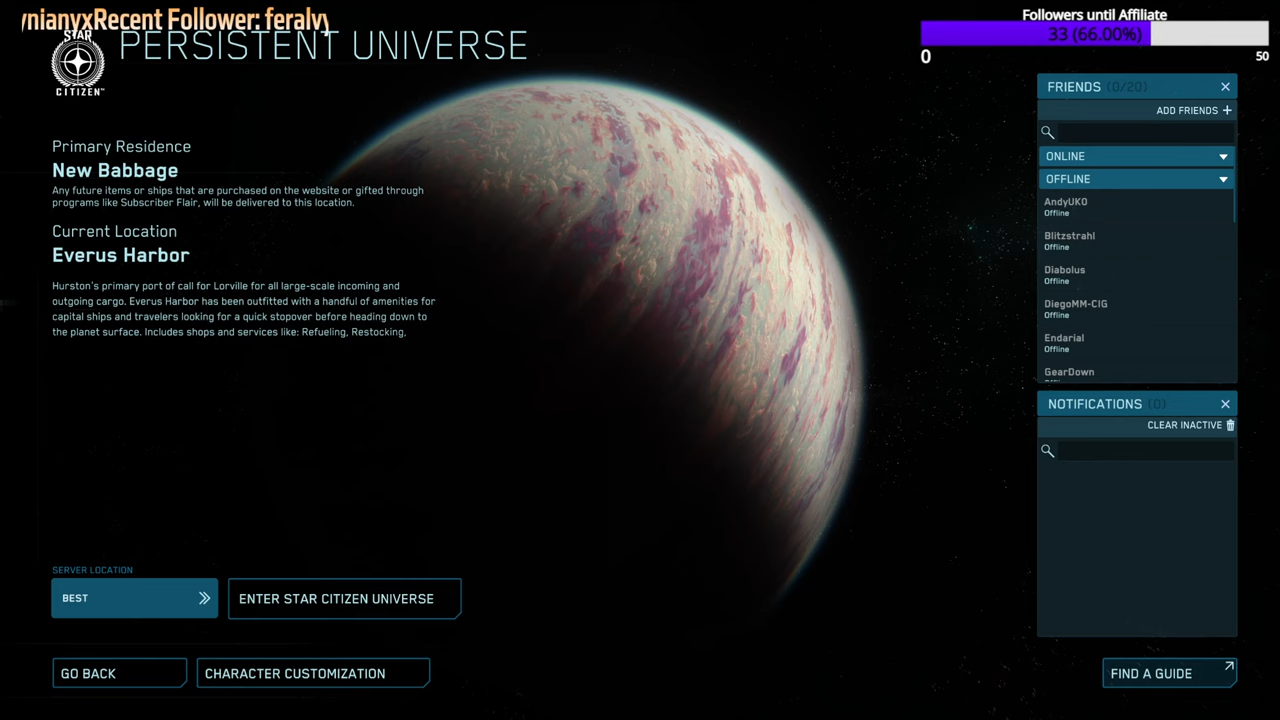 Recent Follower: feralvy
STAR
CITIZEN™
PERSISTENT UNIVERSE
Followers until Affiliate
33 (66.00%)
0
50
Primary Residence
New Babbage
Any future items or ships that are purchased on the website or gifted through
programs like Subscriber Flair, will be delivered to this location.
Current Location
Everus Harbor
Hurston's primary port of call for Lorville for all large-scale incoming and
outgoing cargo. Everus Harbor has been outfitted with a handful of amenities for
capital ships and travelers looking for a quick stopover before heading down to
the planet surface. Includes shops and services like: Refueling, Restocking,
SERVER LOCATION
BEST
ENTER STAR CITIZEN UNIVERSE
GO BACK
CHARACTER CUSTOMIZATION
FRIENDS (0/20)
ADD FRIENDS +
ONLINE
OFFLINE
AndyUK0
Offline
Blitzstrahl
Offline
Diabolus
Offline
DiegoMM-CIG
Offline
Endarial
Offline
GearDown
NOTIFICATIONS (0)
CLEAR INACTIVE
FIND A GUIDE